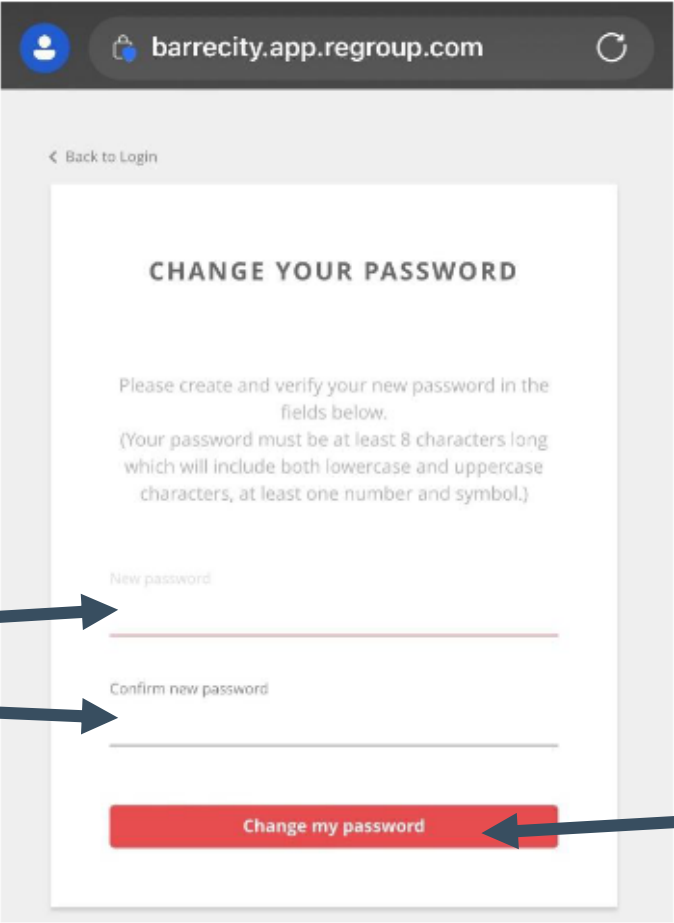 barrecity.app.regroup.com
Back to Login
CHANGE YOUR PASSWORD
Please create and verify your new password in the
fields below.
(Your password must be at least 8 characters long
which will include both lowercase and uppercase
characters, at least one number and symbol.)
New password
Confirm new password
Change my password